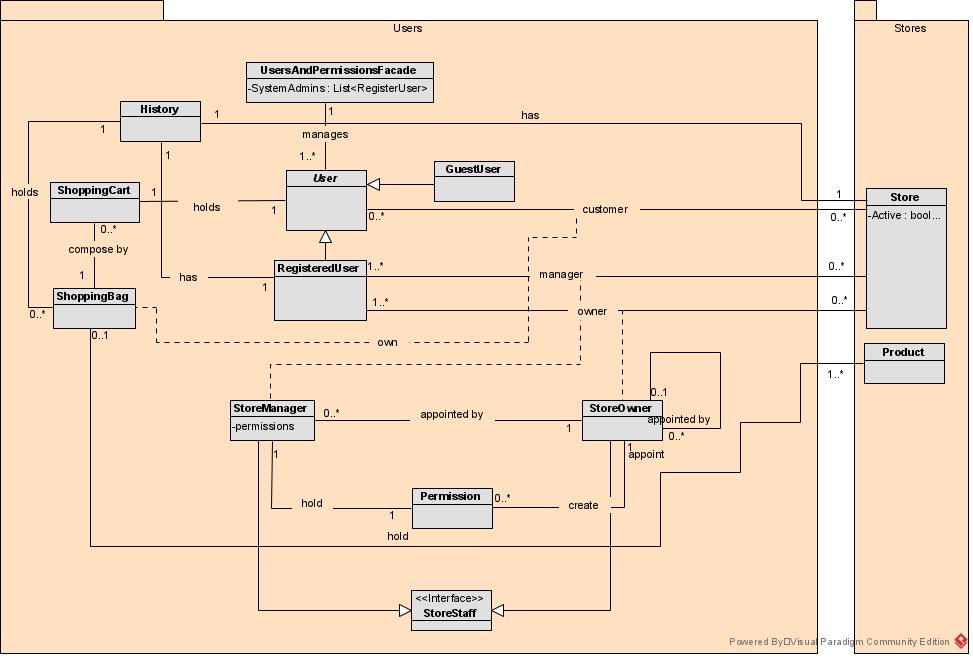 Users
Stores
UsersAndPermissionsFacade
-SystemAdmins : List<RegisterUser>
History
1
1
has
1
1
manages
1
1..*
User
GuestUser
holds
ShoppingCart
1
holds
1
0..*
customer
1
0..*
Store
-Active : bool...
0..*
compose by
1
has
1
RegisteredUser
1..*
manager
0..*
ShoppingBag
0..*
1..*
owner
0..*
0..1
own
Product
1..*
0..1
StoreManager
-permissions
0..*
appointed by
1
StoreOwner
appointed by
0..*
1
1
appoint
Permission
0..*
hold
1
create
hold
<<Interface>>
StoreStaff
Powered By Visual Paradigm Community Edition